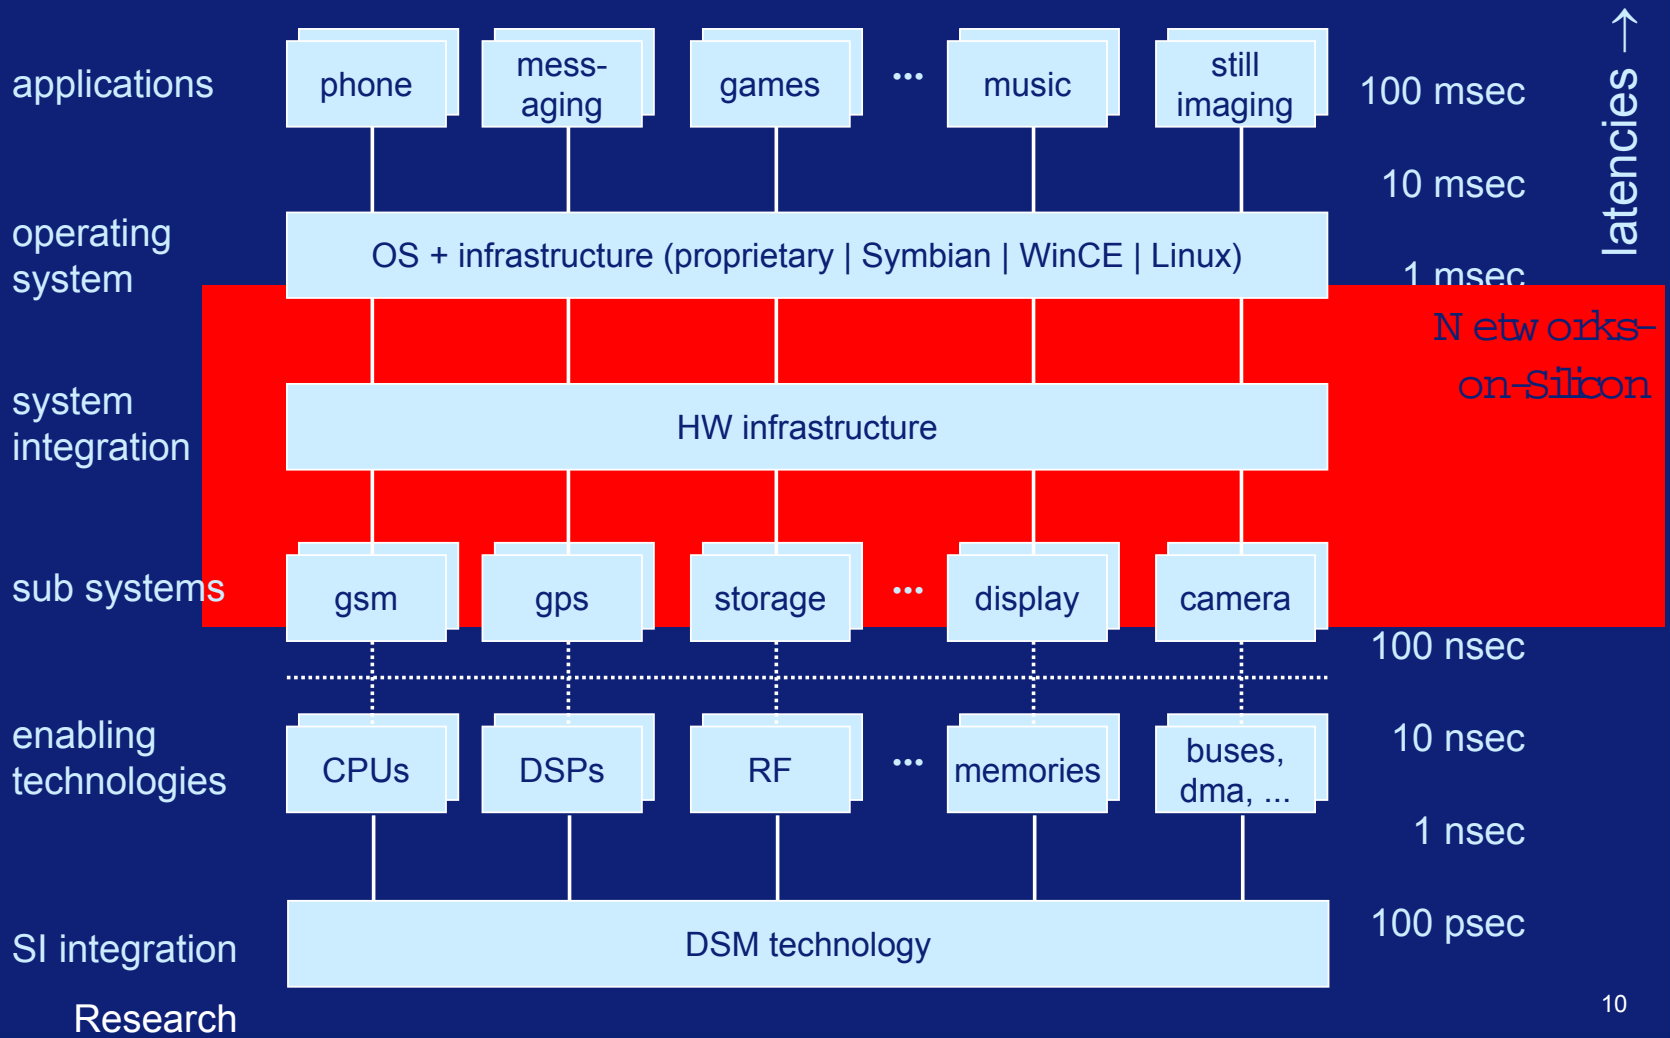 applications
phone
mess-
aging
games
...
music
still
imaging
100 msec
latencies →
10 msec
operating
system
OS + infrastructure (proprietary | Symbian | WinCE | Linux)
1 msec
Networks-
on-Silicon
system
integration
HW infrastructure
sub systems
gsm
gps
storage
...
display
camera
100 nsec
enabling
technologies
CPUs
DSPs
RF
...
memories
buses,
dma, ...
10 nsec
1 nsec
SI integration
DSM technology
100 psec
Research
10